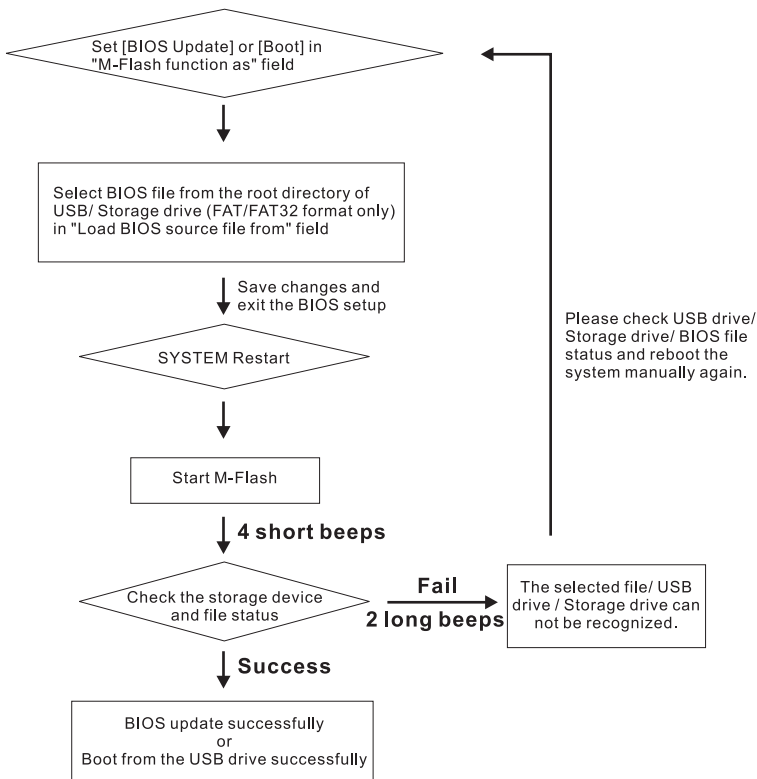 Set [BIOS Update] or [Boot] in
"M-Flash function as" field
Select BIOS file from the root directory of
USB/ Storage drive (FAT/FAT32 format only)
in "Load BIOS source file from" field
Save changes and
exit the BIOS setup
SYSTEM Restart
Start M-Flash
4 short beeps
Check the storage device
and file status
Fail
2 long beeps
The selected file/ USB
drive / Storage drive can
not be recognized.
Please check USB drive/
Storage drive/ BIOS file
status and reboot the
system manually again.
Success
BIOS update successfully
or
Boot from the USB drive successfully